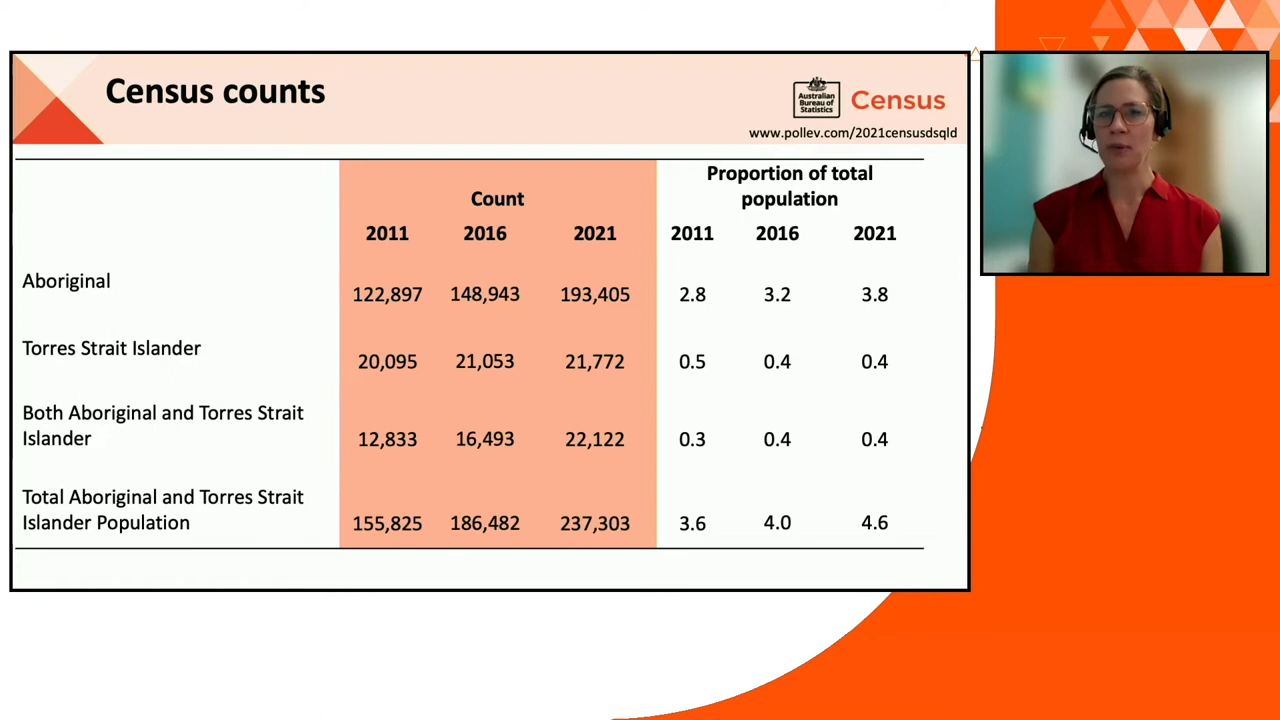 Census counts
Australian
Bureau of
Statistics
Census
www.pollev.com/2021censusdsqld
Count
Proportion of total
population
2011 2016 2021 2011 2016 2021
Aboriginal
122,897 148,943 193,405 2.8 3.2 3.8
Torres Strait Islander
20,095 21,053 21,772 0.5 0.4 0.4
Both Aboriginal and Torres Strait
Islander
12,833 16,493 22,122 0.3 0.4 0.4
Total Aboriginal and Torres Strait
Islander Population
155,825 186,482 237,303 3.6 4.0 4.6